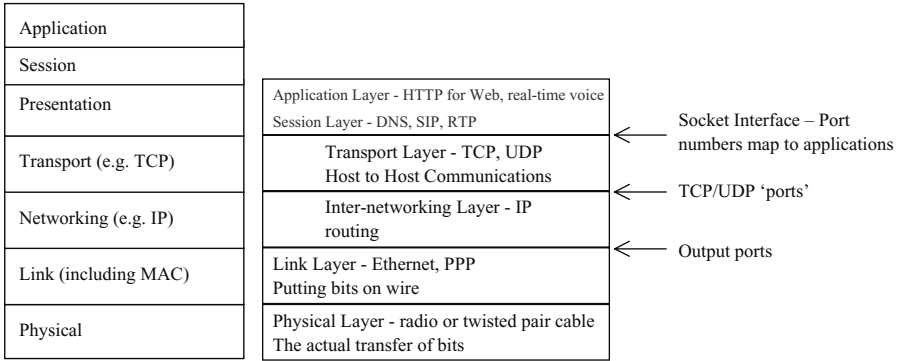 Application
Session
Presentation
Transport (e.g. TCP)
Networking (e.g. IP)
Link (including MAC)
Physical
Application Layer - HTTP for Web, real-time voice
Session Layer - DNS, SIP, RTP
Transport Layer - TCP, UDP
Host to Host Communications
Inter-networking Layer - IP
routing
Link Layer - Ethernet, PPP
Putting bits on wire
Physical Layer - radio or twisted pair cable
The actual transfer of bits
Socket Interface – Port
numbers map to applications
TCP/UDP ‘ports’
Output ports